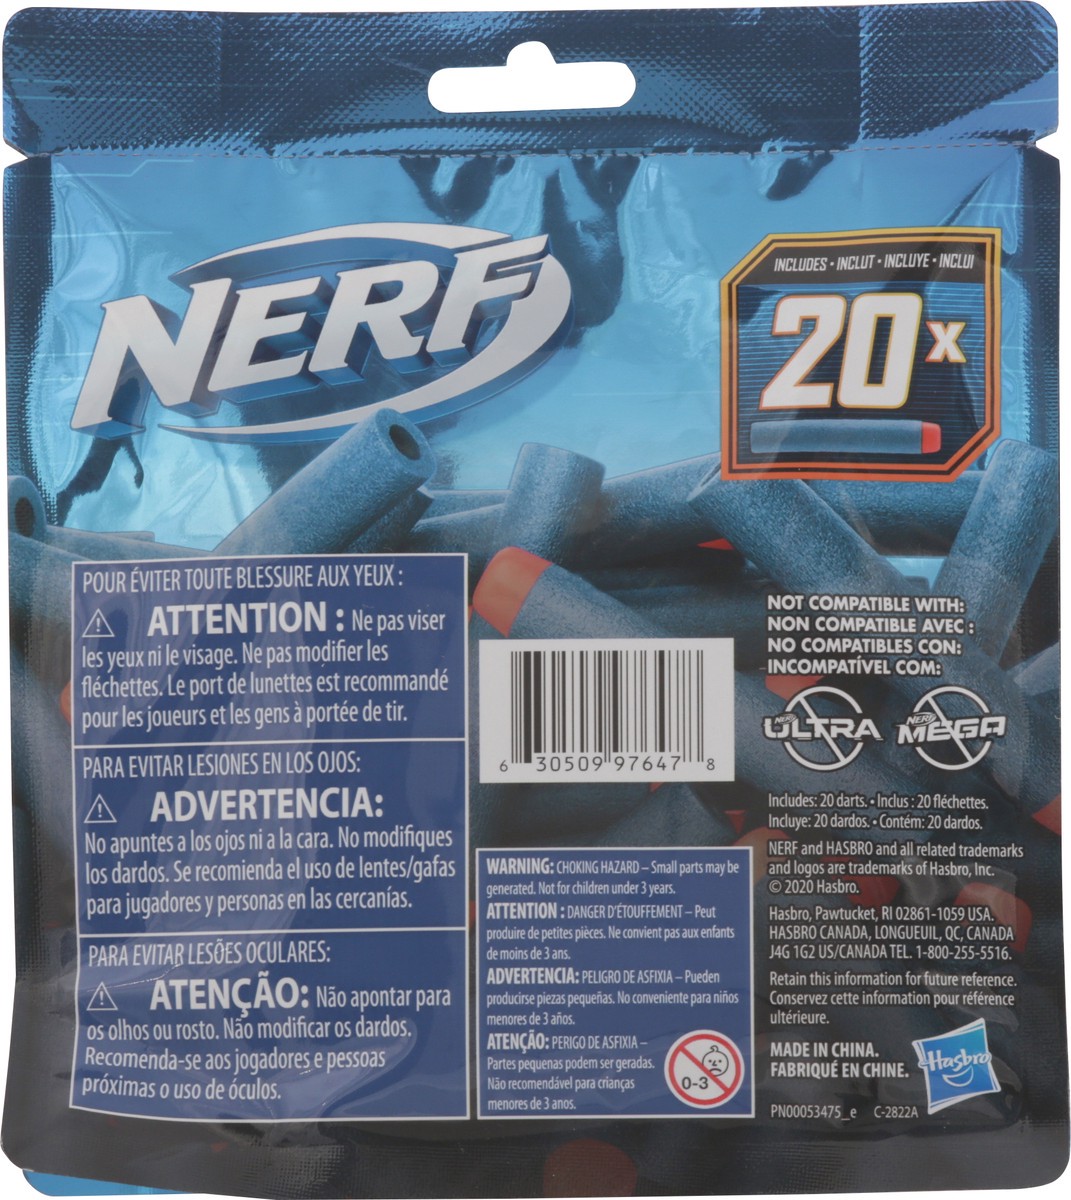 NERF
INCLUDES • INCLUT • INCLUYE • INCLUI
20x
POUR ÉVITER TOUTE BLESSURE AUX YEUX :
ATTENTION : Ne pas viser
les yeux ni le visage. Ne pas modifier les
fléchettes. Le port de lunettes est recommandé
pour les joueurs et les gens à portée de tir.
PARA EVITAR LESIONES EN LOS OJOS:
ADVERTENCIA:
No apuntes a los ojos ni a la cara. No modifiques
los dardos. Se recomienda el uso de lentes/gafas
para jugadores y personas en las cercanías.
PARA EVITAR LESÕES OCULARES:
ATENÇÃO: Não apontar para
os olhos ou rosto. Não modificar os dardos.
Recomenda-se aos jogadores e pessoas
próximas o uso de óculos.
6 30509 97647 8
WARNING: CHOKING HAZARD – Small parts may be
generated. Not for children under 3 years.
ATTENTION : DANGER D'ÉTOUFFEMENT – Peut
produire de petites pièces. Ne convient pas aux enfants
de moins de 3 ans.
ADVERTENCIA: PELIGRO DE ASFIXIA – Pueden
producirse piezas pequeñas. No conveniente para niños
menores de 3 años.
ATENÇÃO: PERIGO DE ASFIXIA –
Partes pequenas podem ser geradas.
Não recomendável para crianças
menores de 3 anos.
0-3
NOT COMPATIBLE WITH:
NON COMPATIBLE AVEC :
NO COMPATIBLES CON:
INCOMPATÍVEL COM:
NERF ULTRA
NERF MEGA
Includes: 20 darts. • Inclus : 20 fléchettes.
Incluye: 20 dardos. • Contém: 20 dardos.
NERF and HASBRO and all related trademarks
and logos are trademarks of Hasbro, Inc.
© 2020 Hasbro.
Hasbro, Pawtucket, RI 02861-1059 USA.
HASBRO CANADA, LONGUEUIL, QC, CANADA
J4G 1G2 US/CANADA TEL. 1-800-255-5516.
Retain this information for future reference.
Conservez cette information pour référence
ultérieure.
MADE IN CHINA.
FABRIQUÉ EN CHINE.
Hasbro
PN00053475_e C-2822A